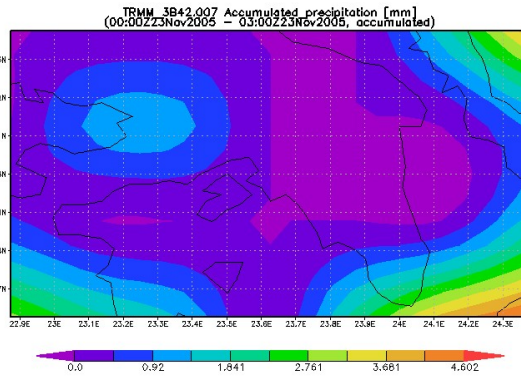 TRMM_3B42.007 Accumulated precipitation [mm]
(00:00Z23Nov2005 – 03:00Z23Nov2005, accumulated)
22.9E 23E 23.1E 23.2E 23.3E 23.4E 23.5E 23.6E 23.7E 23.8E 23.9E 24E 24.1E 24.2E 24.3E
0.0 0.92 1.841 2.761 3.681 4.602